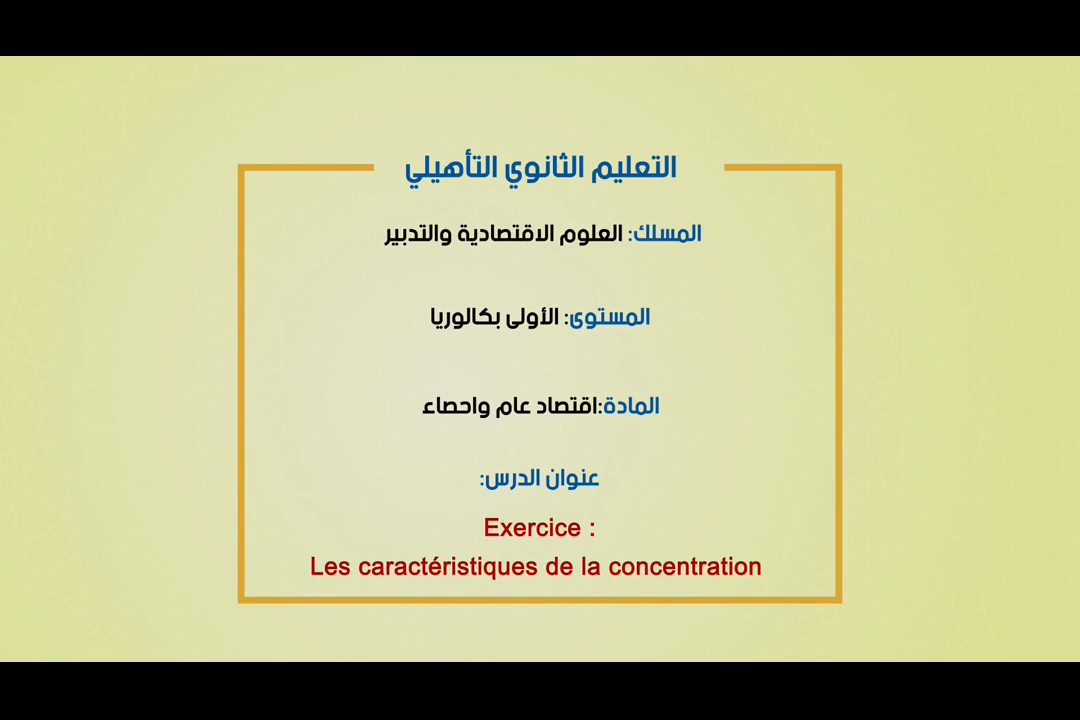 التعليم الثانوي التأهيلي
المسلك: العلوم الاقتصادية والتدبير
المستوى: الأولى بكالوريا
المادة:اقتصاد عام واحصاء
عنوان الدرس:
Exercice :
Les caractéristiques de la concentration